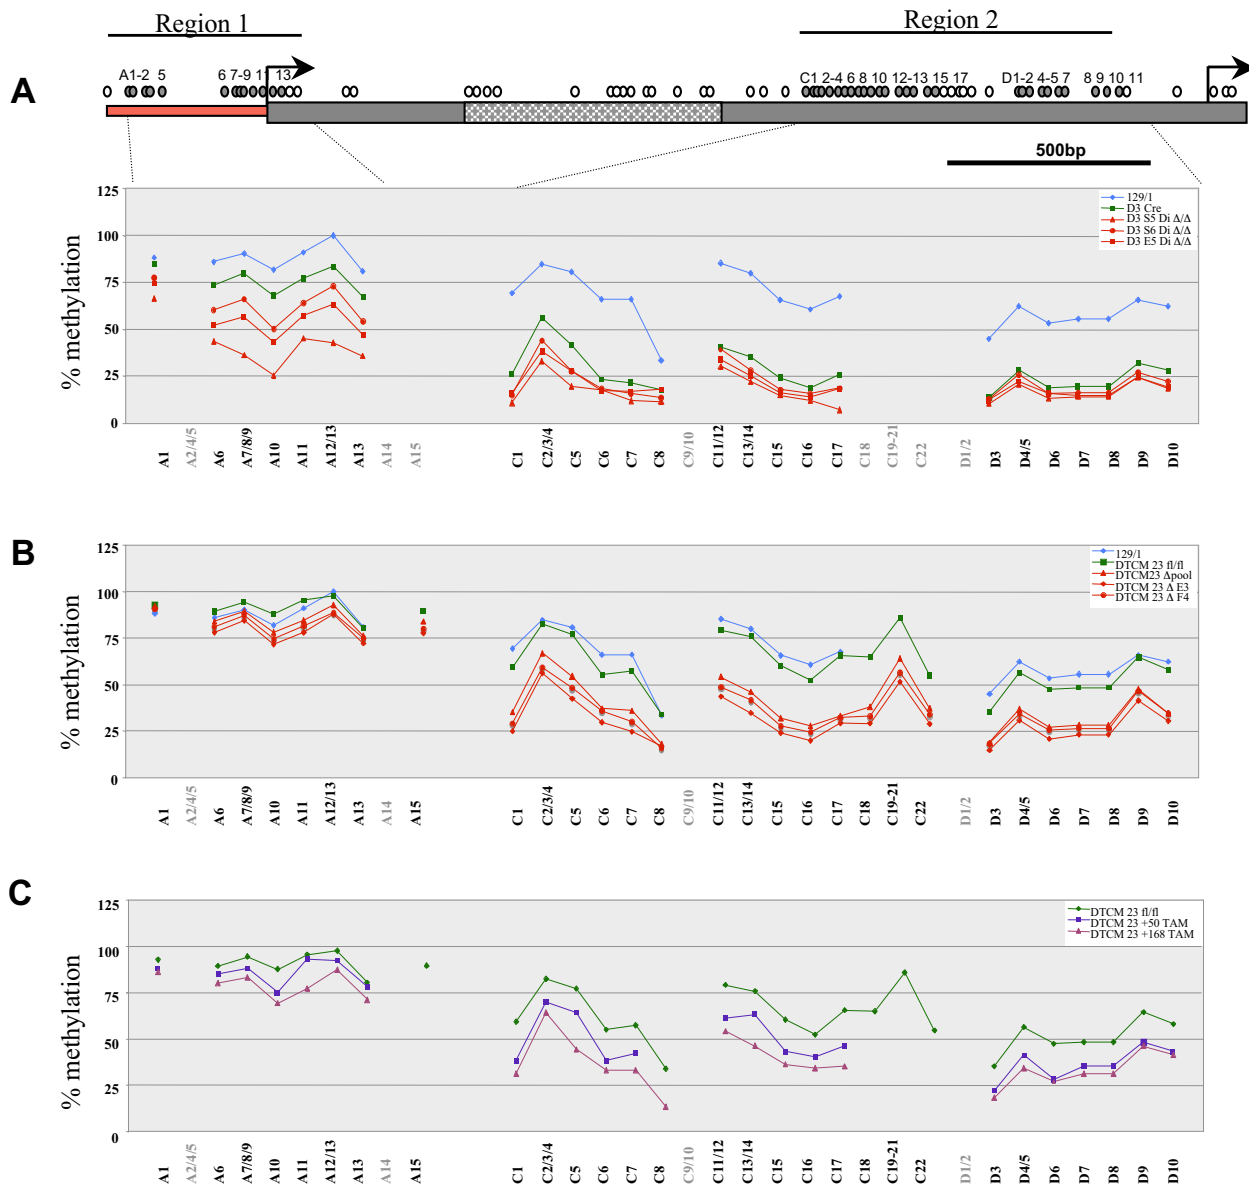 Region 1
Region 2
A
A1-2 5 6 7-9 11 13 C1 2-4 6 8 10 12-13 15 17 D1-2 4-5 7 8 9 10 11
500bp
% methylation
125
100
75
50
25
0
129/1
D3 Cre
D3 S5 Di Δ/Δ
D3 S6 Di Δ/Δ
D3 E5 Di Δ/Δ
A1 A2/4/5 A6 A7/8/9 A10 A11 A12/13 A13 A14 A15 C1 C2/3/4 C5 C6 C7 C8 C9/10 C11/12 C13/14 C15 C16 C17 C18 C19-21 C22 D1/2 D3 D4/5 D6 D7 D8 D9 D10
B
% methylation
125
100
75
50
25
0
129/1
DTCM 23 fl/fl
DTCM23 Δpool
DTCM 23 Δ E3
DTCM 23 Δ F4
A1 A2/4/5 A6 A7/8/9 A10 A11 A12/13 A13 A14 A15 C1 C2/3/4 C5 C6 C7 C8 C9/10 C11/12 C13/14 C15 C16 C17 C18 C19-21 C22 D1/2 D3 D4/5 D6 D7 D8 D9 D10
C
% methylation
125
100
75
50
25
0
DTCM 23 fl/fl
DTCM 23 +50 TAM
DTCM 23 +168 TAM
A1 A2/4/5 A6 A7/8/9 A10 A11 A12/13 A13 A14 A15 C1 C2/3/4 C5 C6 C7 C8 C9/10 C11/12 C13/14 C15 C16 C17 C18 C19-21 C22 D1/2 D3 D4/5 D6 D7 D8 D9 D10